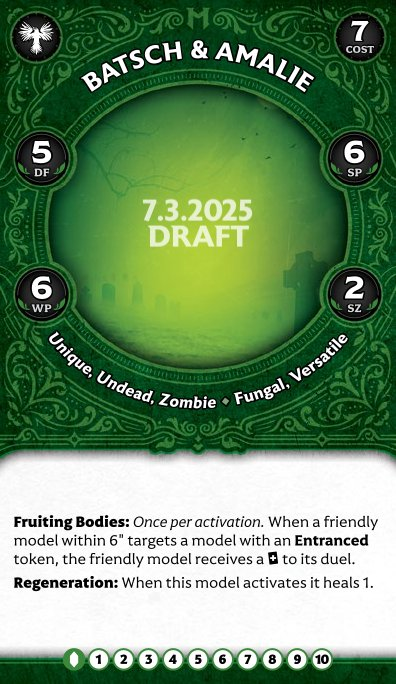 7
COST
BATSCH & AMALIE
5
DF
6
SP
7.3.2025
DRAFT
6
WP
2
SZ
Unique, Undead, Zombie ◆ Fungal, Versatile
Fruiting Bodies: Once per activation. When a friendly
model within 6" targets a model with an Entranced
token, the friendly model receives a to its duel.
Regeneration: When this model activates it heals 1.
1 2 3 4 5 6 7 8 9 10